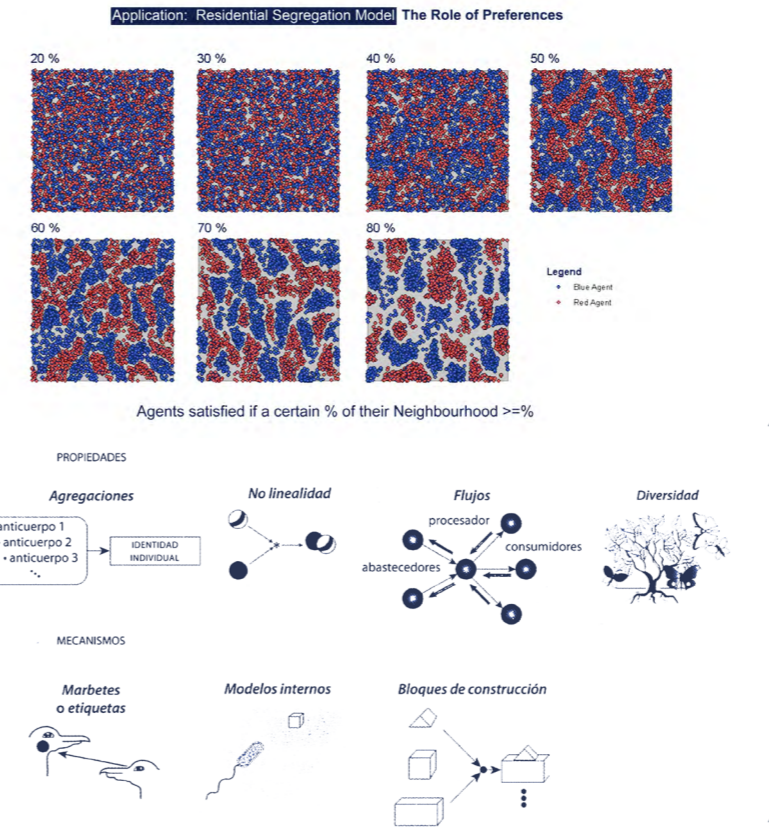 Application: Residential Segregation Model The Role of Preferences
20 %
30 %
40 %
50 %
60 %
70 %
80 %
Legend
Blue Agent
Red Agent
Agents satisfied if a certain % of their Neighbourhood >=%
PROPIEDADES
Agregaciones
No linealidad
Flujos
Diversidad
anticuerpo 1
anticuerpo 2
• anticuerpo 3
IDENTIDAD
INDIVIDUAL
procesador
consumidores
abastecedores
MECANISMOS
Marbetes
o etiquetas
Modelos internos
Bloques de construcción